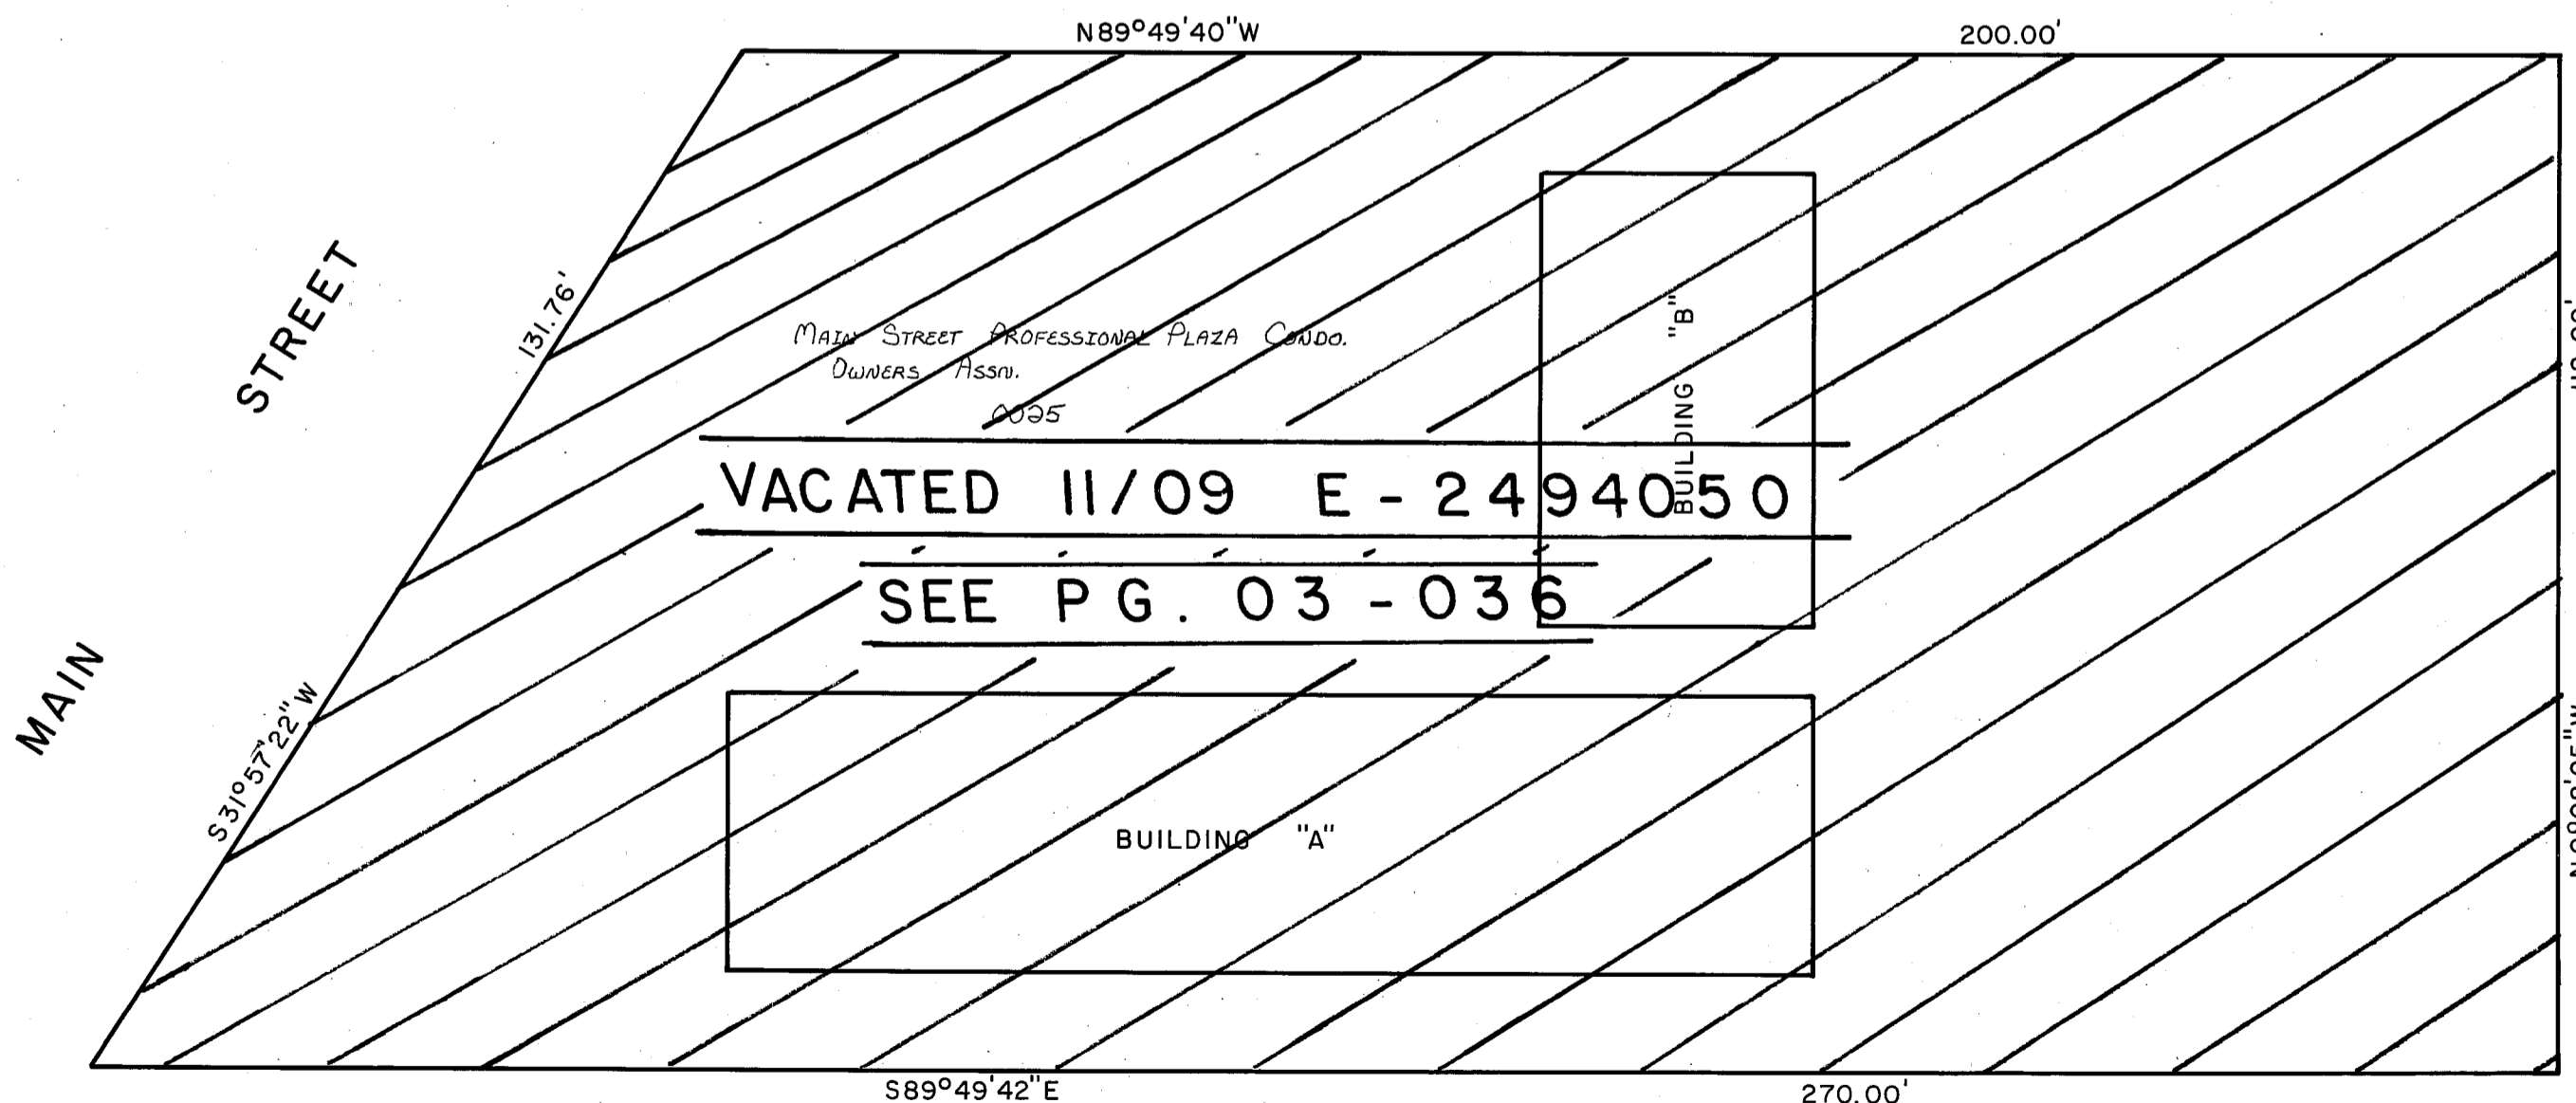 N89°49'40"W 200.00'
STREET
131.76'
MAIN STREET PROFESSIONAL PLAZA CONDO.
OWNERS ASSN.
0025
BUILDING "B"
VACATED 11/09 E-2494050
SEE PG. 03-036
MAIN
S31°57'22"W
BUILDING "A"
S89°49'42"E 270.00'